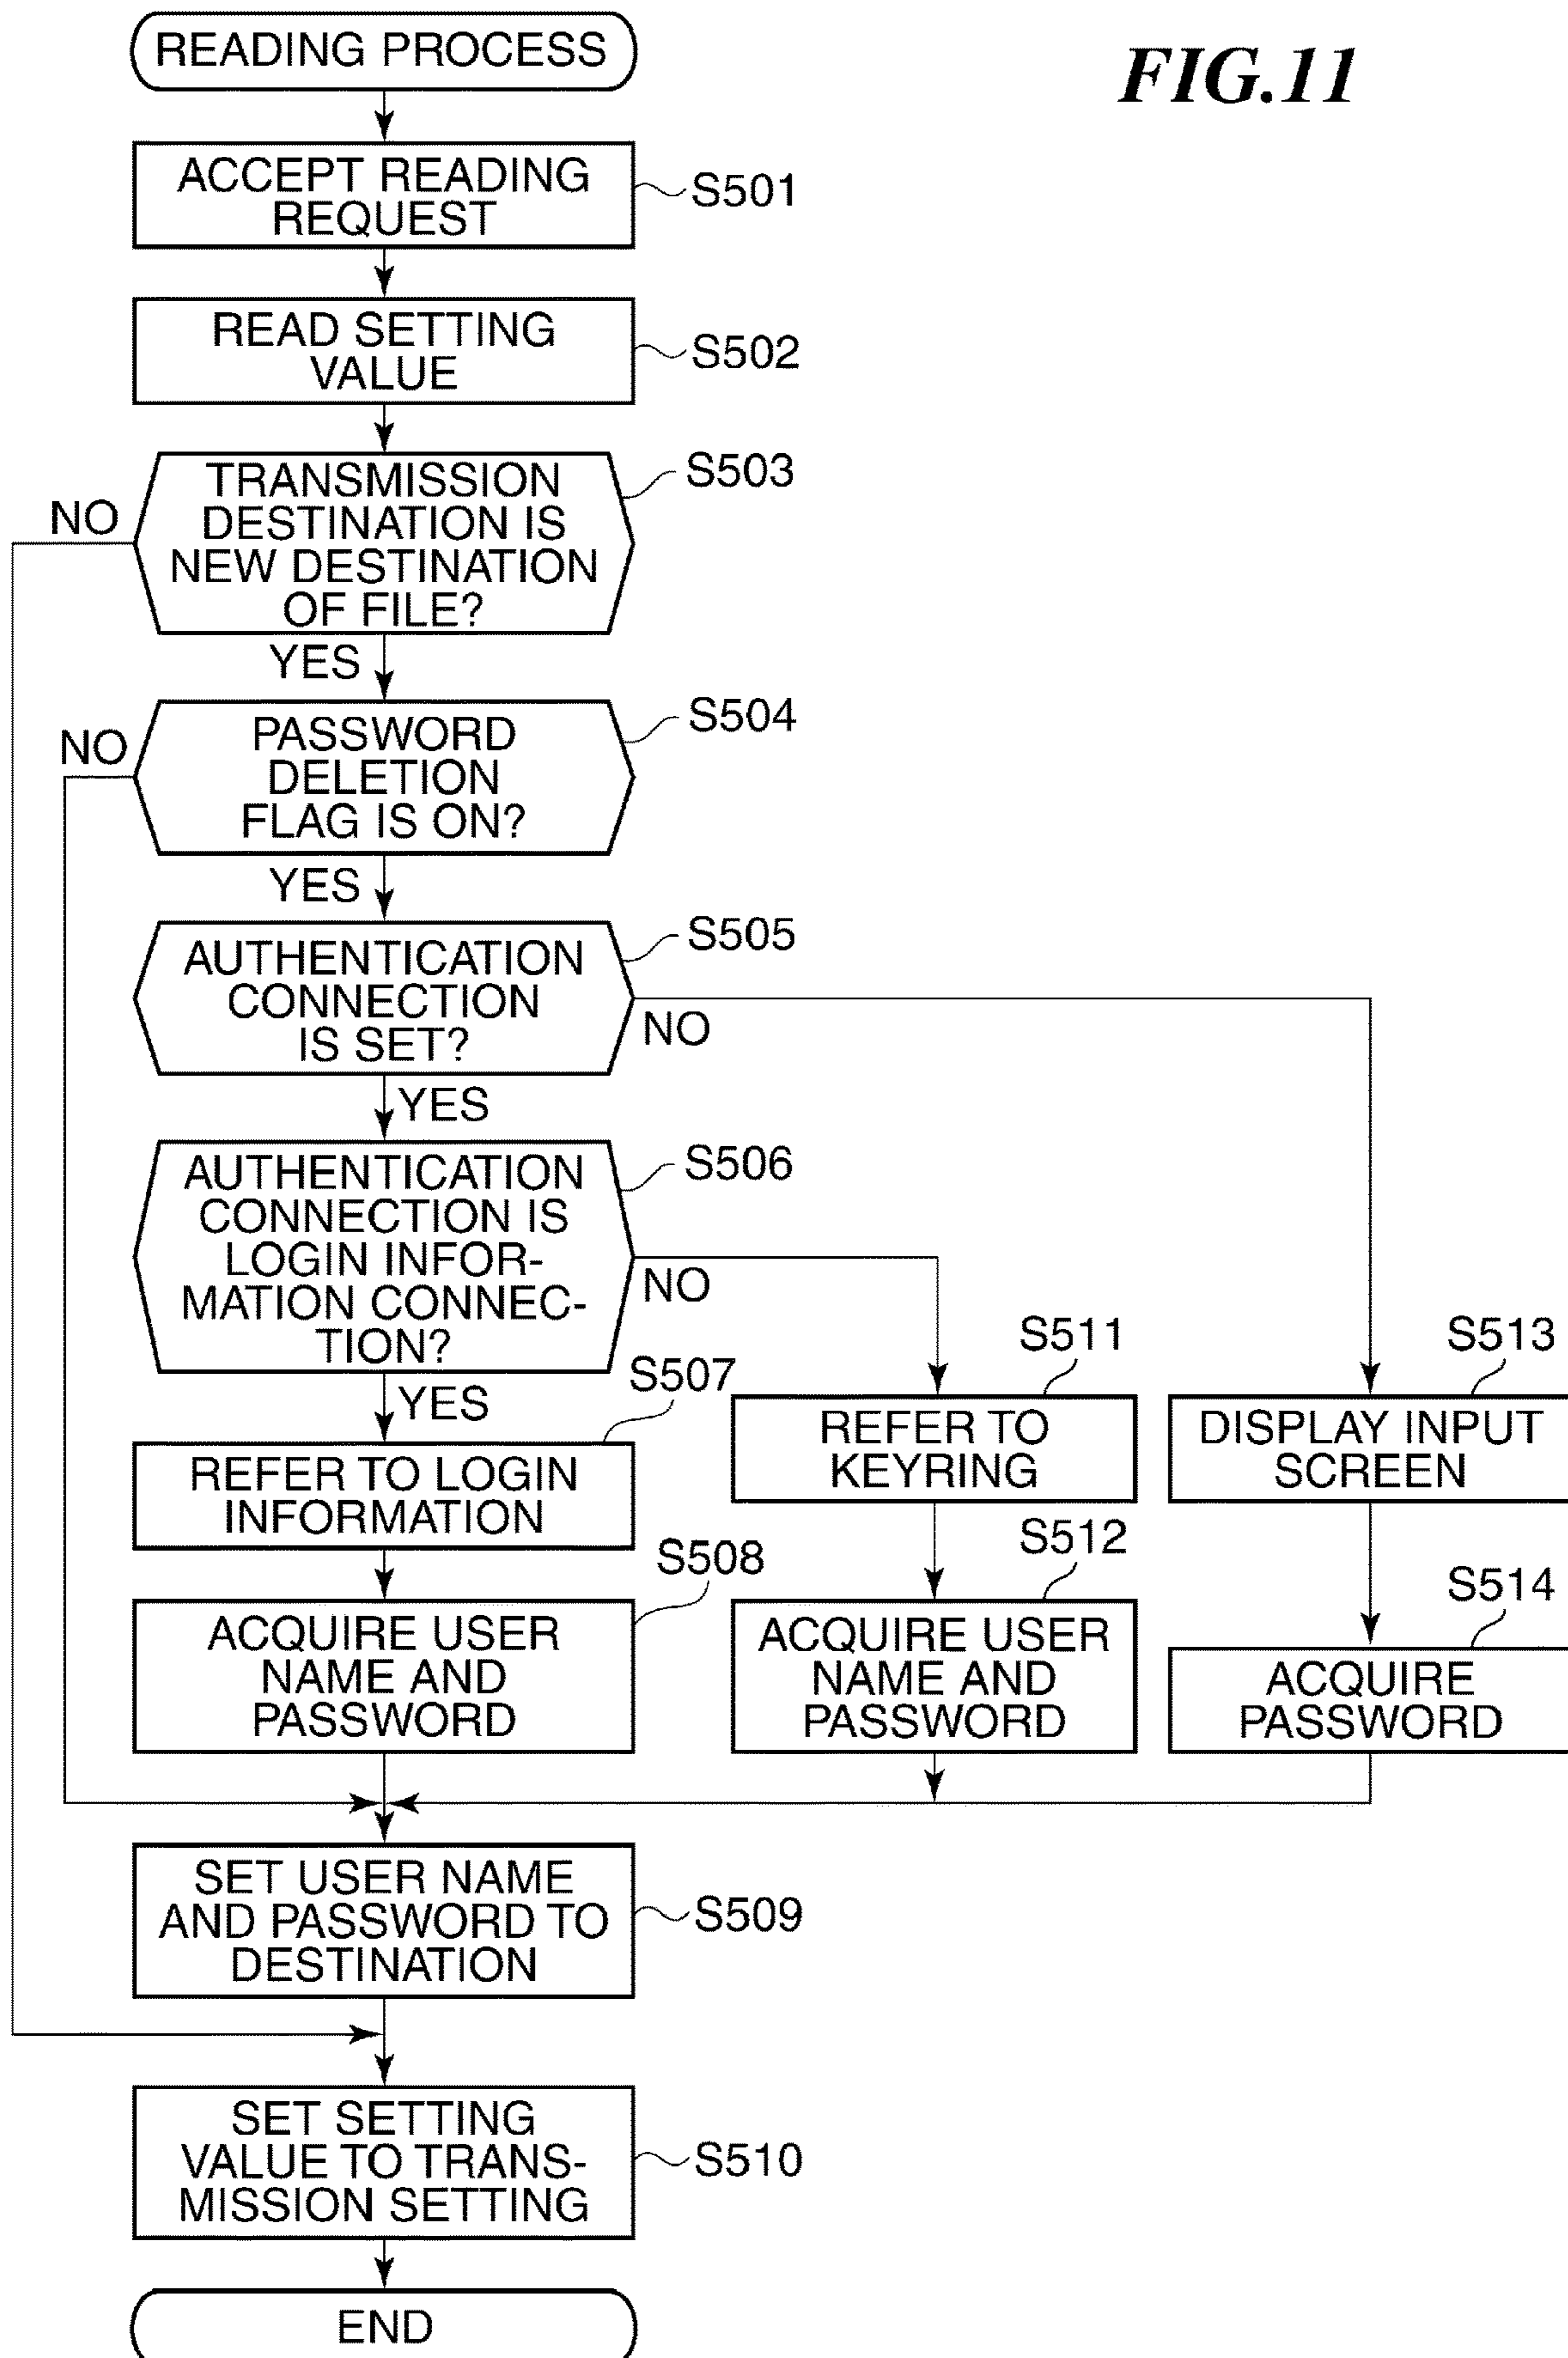 READING PROCESS
FIG.11
ACCEPT READING
REQUEST
S501
READ SETTING
VALUE
S502
TRANSMISSION
DESTINATION IS
NEW DESTINATION
OF FILE?
S503
NO
YES
PASSWORD
DELETION
FLAG IS ON?
S504
NO
YES
AUTHENTICATION
CONNECTION
IS SET?
S505
NO
YES
AUTHENTICATION
CONNECTION IS
LOGIN INFOR-
MATION CONNEC-
TION?
S506
NO
YES
S507
REFER TO LOGIN
INFORMATION
S511
REFER TO
KEYRING
S513
DISPLAY INPUT
SCREEN
S508
ACQUIRE USER
NAME AND
PASSWORD
S512
ACQUIRE USER
NAME AND
PASSWORD
S514
ACQUIRE
PASSWORD
SET USER NAME
AND PASSWORD TO
DESTINATION
S509
SET SETTING
VALUE TO TRANS-
MISSION SETTING
S510
END